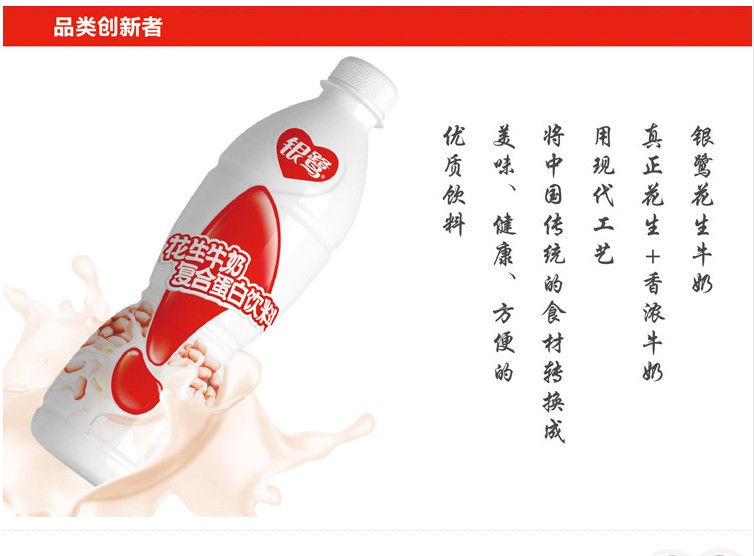 品类创新者
银鹭
花生牛奶
复合蛋白饮料
银鹭花生牛奶
真正花生+香浓牛奶
用现代工艺
将中国传统的食材转换成
美味、健康、方便的
优质饮料